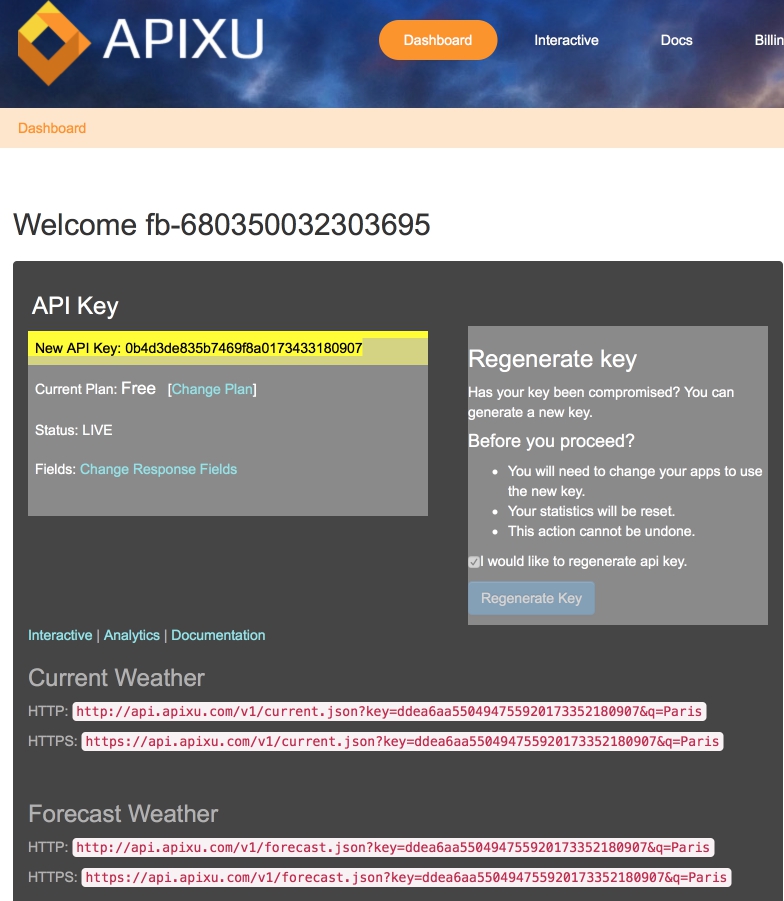 APIXU
Dashboard
Interactive
Docs
Billin
Dashboard
Welcome fb-680350032303695
API Key
New API Key: 0b4d3de835b7469f8a0173433180907
Current Plan: Free [Change Plan]
Status: LIVE
Fields: Change Response Fields
Regenerate key
Has your key been compromised? You can
generate a new key.
Before you proceed?
• You will need to change your apps to use
the new key.
• Your statistics will be reset.
• This action cannot be undone.
I would like to regenerate api key.
Regenerate Key
Interactive | Analytics | Documentation
Current Weather
HTTP: http://api.apixu.com/v1/current.json?key=ddea6aa550494755920173352180907&q=Paris
HTTPS: https://api.apixu.com/v1/current.json?key=ddea6aa550494755920173352180907&q=Paris
Forecast Weather
HTTP: http://api.apixu.com/v1/forecast.json?key=ddea6aa550494755920173352180907&q=Paris
HTTPS: https://api.apixu.com/v1/forecast.json?key=ddea6aa550494755920173352180907&q=Paris